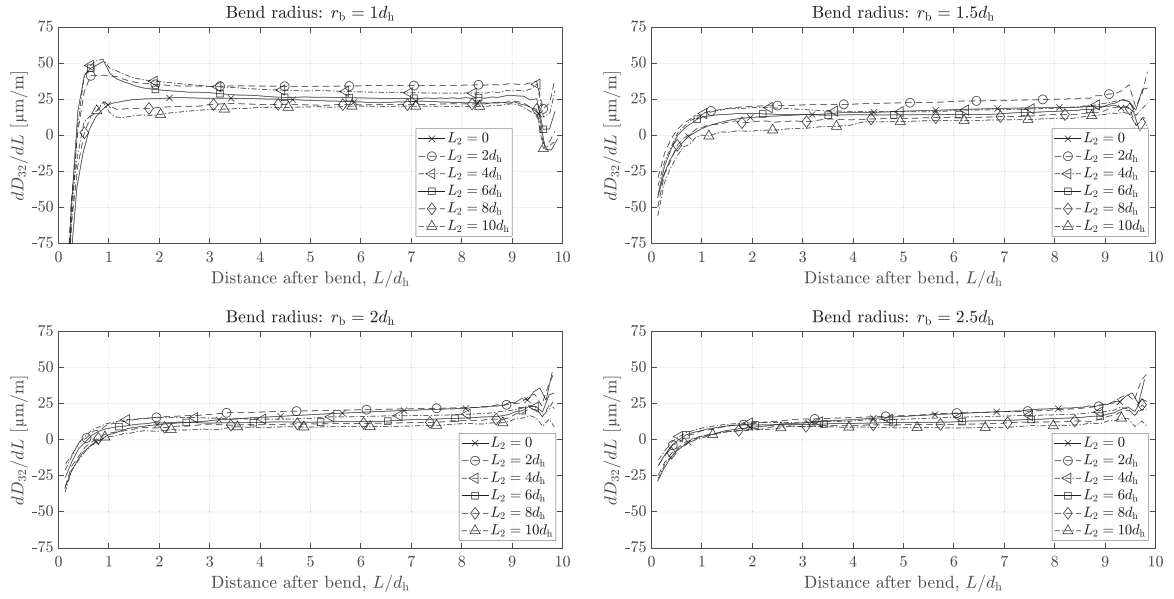 Bend radius: r_b = 1d_h
75
50
25
0
-25
-50
-75
dD_32/dL [μm/m]
L_2 = 0
L_2 = 2d_h
L_2 = 4d_h
L_2 = 6d_h
L_2 = 8d_h
L_2 = 10d_h
0 1 2 3 4 5 6 7 8 9 10
Distance after bend, L/d_h
Bend radius: r_b = 1.5d_h
75
50
25
0
-25
-50
-75
dD_32/dL [μm/m]
L_2 = 0
L_2 = 2d_h
L_2 = 4d_h
L_2 = 6d_h
L_2 = 8d_h
L_2 = 10d_h
0 1 2 3 4 5 6 7 8 9 10
Distance after bend, L/d_h
Bend radius: r_b = 2d_h
75
50
25
0
-25
-50
-75
dD_32/dL [μm/m]
L_2 = 0
L_2 = 2d_h
L_2 = 4d_h
L_2 = 6d_h
L_2 = 8d_h
L_2 = 10d_h
0 1 2 3 4 5 6 7 8 9 10
Distance after bend, L/d_h
Bend radius: r_b = 2.5d_h
75
50
25
0
-25
-50
-75
dD_32/dL [μm/m]
L_2 = 0
L_2 = 2d_h
L_2 = 4d_h
L_2 = 6d_h
L_2 = 8d_h
L_2 = 10d_h
0 1 2 3 4 5 6 7 8 9 10
Distance after bend, L/d_h